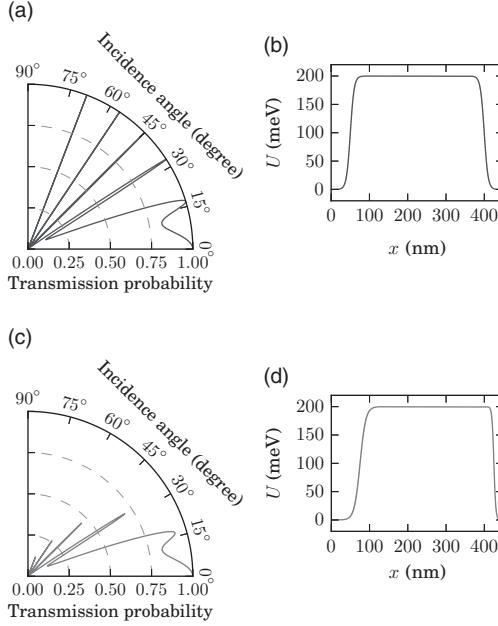 (a)
Incidence angle (degree)
90°
75°
60°
45°
30°
15°
0°
0.00 0.25 0.50 0.75 1.00
Transmission probability
(b)
U (meV)
200
150
100
50
0
0 100 200 300 400
x (nm)
(c)
Incidence angle (degree)
90°
75°
60°
45°
30°
15°
0°
0.00 0.25 0.50 0.75 1.00
Transmission probability
(d)
U (meV)
200
150
100
50
0
0 100 200 300 400
x (nm)